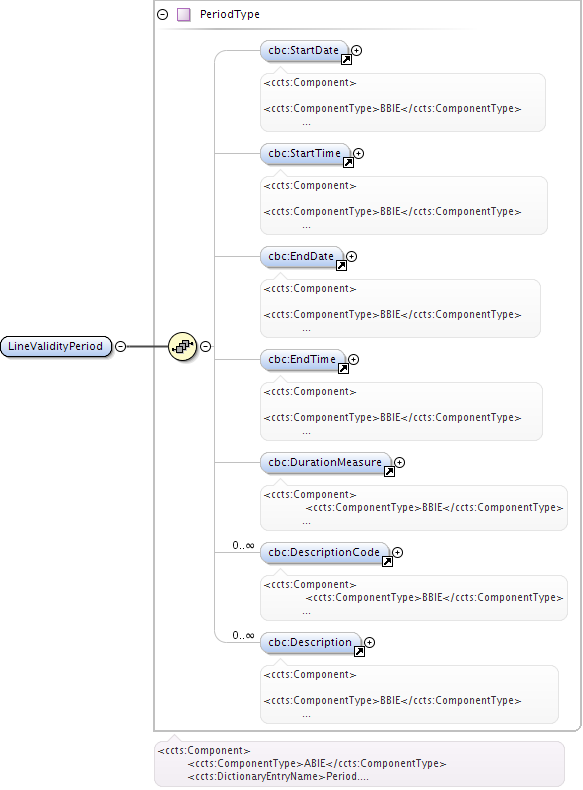 PeriodType
cbc:StartDate
<ccts:Component>
<ccts:ComponentType>BBIE</ccts:ComponentType>
...
cbc:StartTime
<ccts:Component>
<ccts:ComponentType>BBIE</ccts:ComponentType>
...
cbc:EndDate
<ccts:Component>
<ccts:ComponentType>BBIE</ccts:ComponentType>
...
LineValidityPeriod
cbc:EndTime
<ccts:Component>
<ccts:ComponentType>BBIE</ccts:ComponentType>
...
cbc:DurationMeasure
<ccts:Component>
<ccts:ComponentType>BBIE</ccts:ComponentType>
...
0..∞
cbc:DescriptionCode
<ccts:Component>
<ccts:ComponentType>BBIE</ccts:ComponentType>
...
0..∞
cbc:Description
<ccts:Component>
<ccts:ComponentType>BBIE</ccts:ComponentType>
...
<ccts:Component>
<ccts:ComponentType>ABIE</ccts:ComponentType>
<ccts:DictionaryEntryName>Period....